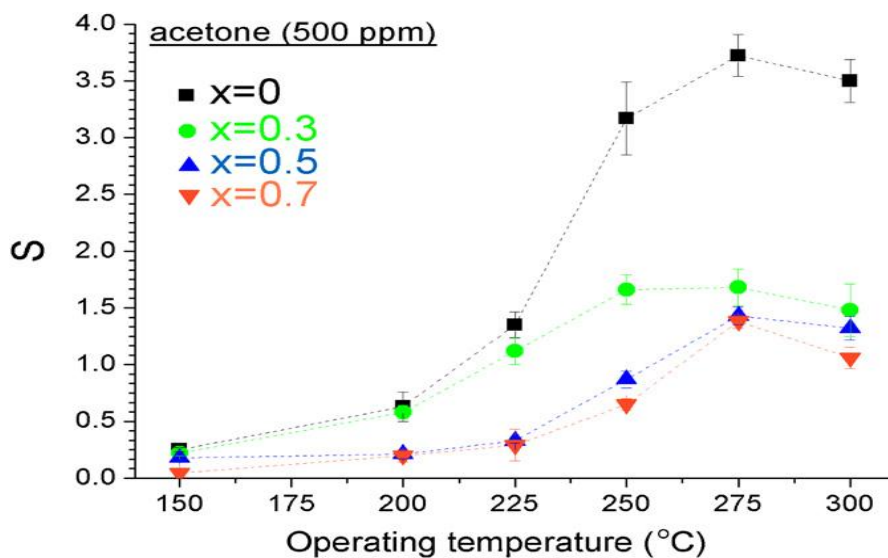 acetone (500 ppm)
x=0
x=0.3
x=0.5
x=0.7
S
4.0
3.5
3.0
2.5
2.0
1.5
1.0
0.5
0.0
150 175 200 225 250 275 300
Operating temperature (°C)